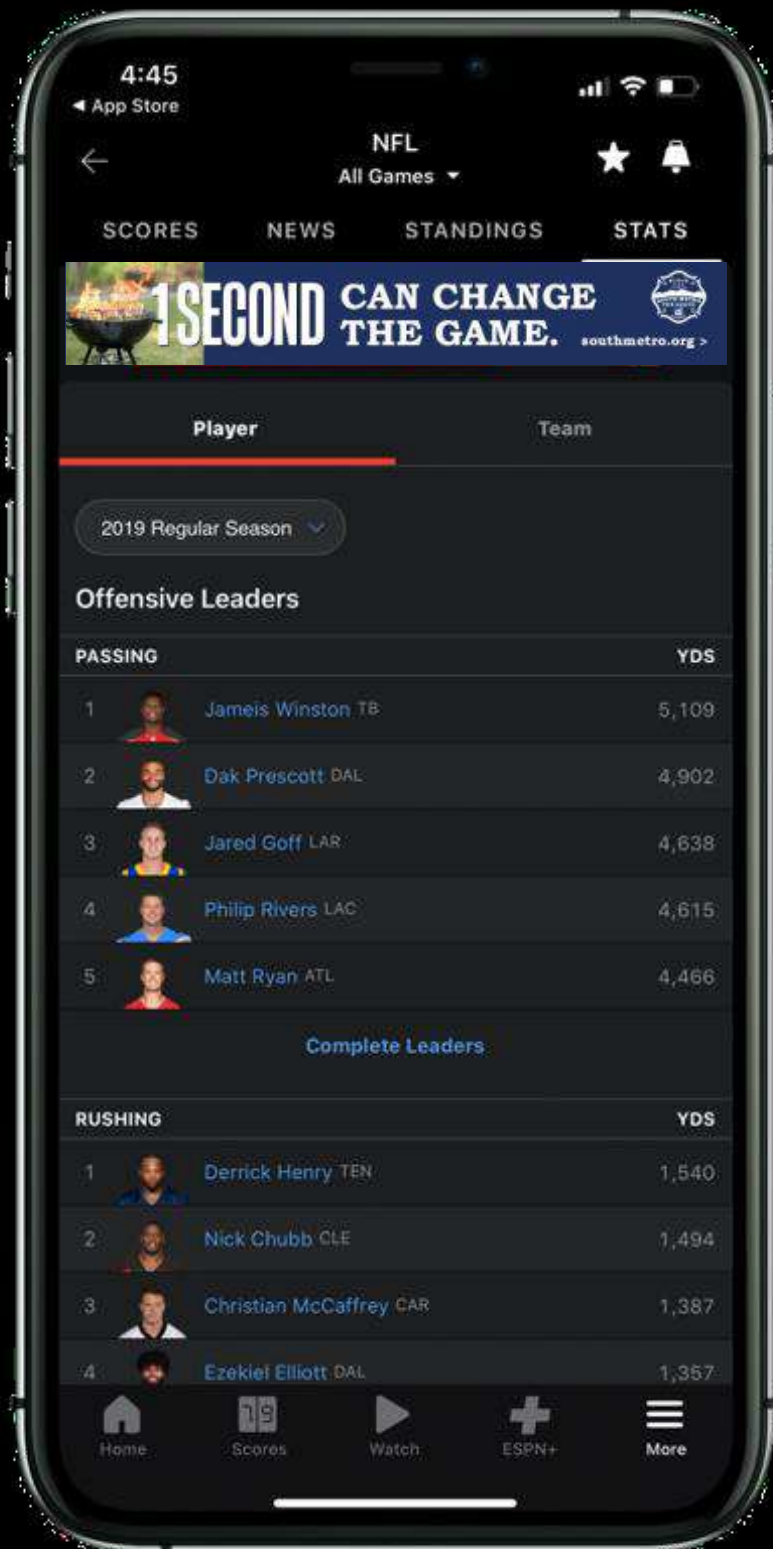 4:45
◀ App Store
NFL
All Games
SCORES NEWS STANDINGS STATS
1 SECOND CAN CHANGE THE GAME.
southmetro.org >
Player Team
2019 Regular Season
Offensive Leaders
PASSING YDS
1 Jameis Winston TB 5,109
2 Dak Prescott DAL 4,902
3 Jared Goff LAR 4,638
4 Philip Rivers LAC 4,615
5 Matt Ryan ATL 4,466
Complete Leaders
RUSHING YDS
1 Derrick Henry TEN 1,540
2 Nick Chubb CLE 1,494
3 Christian McCaffrey CAR 1,387
4 Ezekiel Elliott DAL 1,357
79
Home Scores Watch ESPN+ More